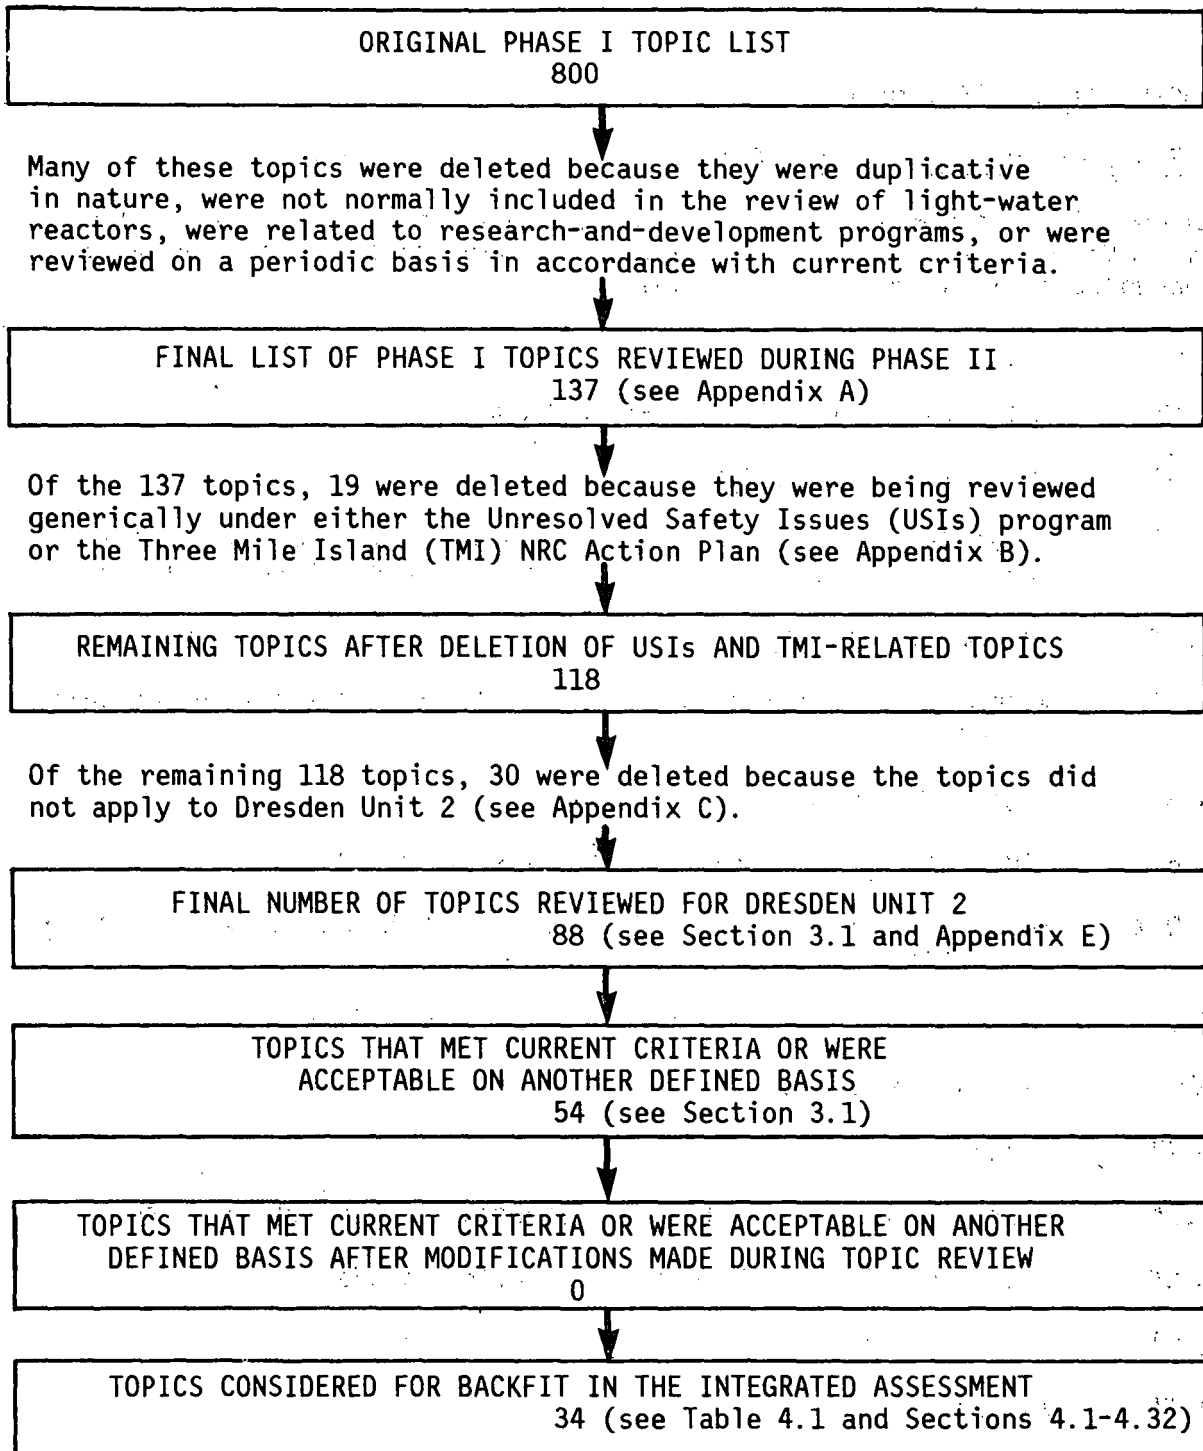 ORIGINAL PHASE I TOPIC LIST
800
Many of these topics were deleted because they were duplicative
in nature, were not normally included in the review of light-water
reactors, were related to research-and-development programs, or were
reviewed on a periodic basis in accordance with current criteria.
FINAL LIST OF PHASE I TOPICS REVIEWED DURING PHASE II
137 (see Appendix A)
Of the 137 topics, 19 were deleted because they were being reviewed
generically under either the Unresolved Safety Issues (USIs) program
or the Three Mile Island (TMI) NRC Action Plan (see Appendix B).
REMAINING TOPICS AFTER DELETION OF USIs AND TMI-RELATED TOPICS
118
Of the remaining 118 topics, 30 were deleted because the topics did
not apply to Dresden Unit 2 (see Appendix C).
FINAL NUMBER OF TOPICS REVIEWED FOR DRESDEN UNIT 2
88 (see Section 3.1 and Appendix E)
TOPICS THAT MET CURRENT CRITERIA OR WERE
ACCEPTABLE ON ANOTHER DEFINED BASIS
54 (see Section 3.1)
TOPICS THAT MET CURRENT CRITERIA OR WERE ACCEPTABLE ON ANOTHER
DEFINED BASIS AFTER MODIFICATIONS MADE DURING TOPIC REVIEW
0
TOPICS CONSIDERED FOR BACKFIT IN THE INTEGRATED ASSESSMENT
34 (see Table 4.1 and Sections 4.1-4.32)